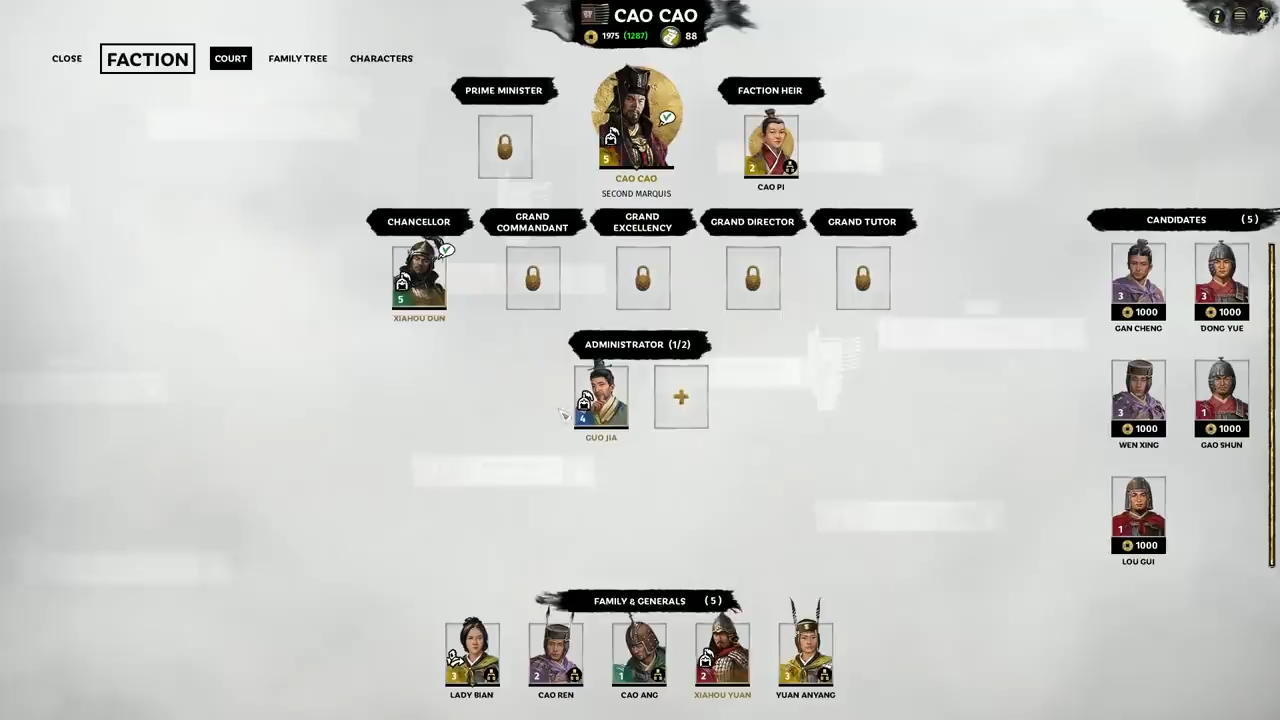 CAO CAO
1975 (1287) 88
CLOSE FACTION COURT FAMILY TREE CHARACTERS
PRIME MINISTER FACTION HEIR
5 2
CAO CAO CAO PI
SECOND MARQUIS
CHANCELLOR GRAND COMMANDANT GRAND EXCELLENCY GRAND DIRECTOR GRAND TUTOR
5
XIAHOU DUN
CANDIDATES (5)
3 3
1000 1000
GAN CHENG DONG YUE
ADMINISTRATOR (1/2)
4
GUO JIA
3 1
1000 1000
WEN XING GAO SHUN
1
1000
LOU GUI
FAMILY & GENERALS (5)
3 2 1 2 3
LADY BIAN CAO REN CAO ANG XIAHOU YUAN YUAN ANYANG